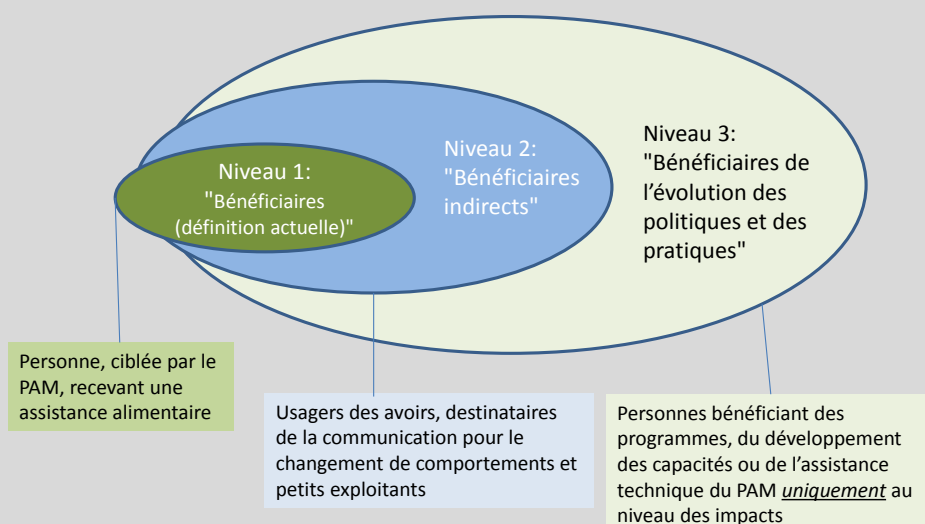 Niveau 1:
"Bénéficiaires
(définition actuelle)"
Niveau 2:
"Bénéficiaires
indirects"
Niveau 3:
"Bénéficiaires de
l’évolution des
politiques et des
pratiques"
Personne, ciblée par le
PAM, recevant une
assistance alimentaire
Usagers des avoirs, destinataires
de la communication pour le
changement de comportements et
petits exploitants
Personnes bénéficiant des
programmes, du développement
des capacités ou de l’assistance
technique du PAM uniquement au
niveau des impacts